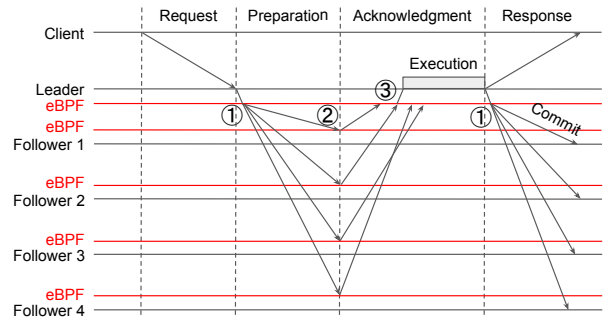 Request Preparation Acknowledgment Response
Client
Execution
Leader
③
eBPF
① ② ①
Commit
eBPF
Follower 1
eBPF
Follower 2
eBPF
Follower 3
eBPF
Follower 4